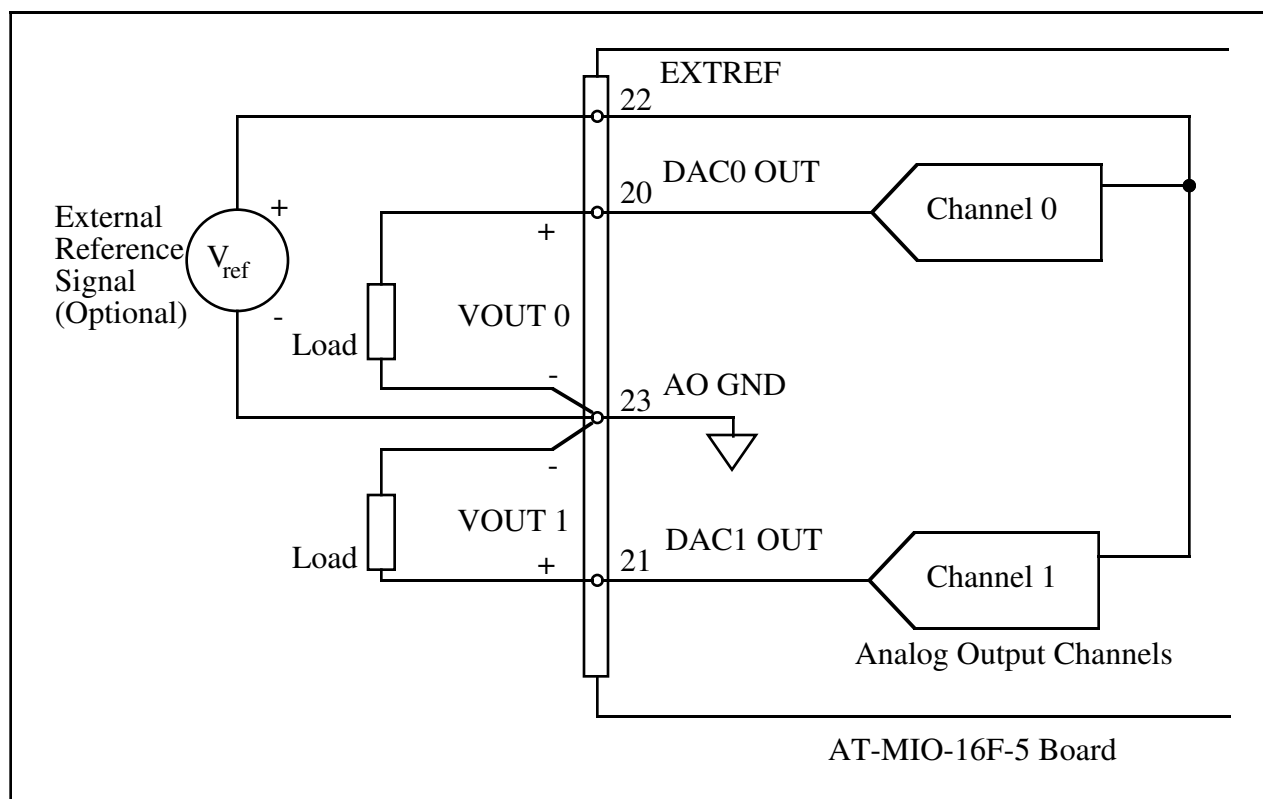 EXTREF
22
DAC0 OUT
20
Channel 0
External
Reference
Signal
(Optional)
+
Vref
-
+
VOUT 0
Load
-
AO GND
23
-
VOUT 1
Load
DAC1 OUT
+
21
Channel 1
Analog Output Channels
AT-MIO-16F-5 Board